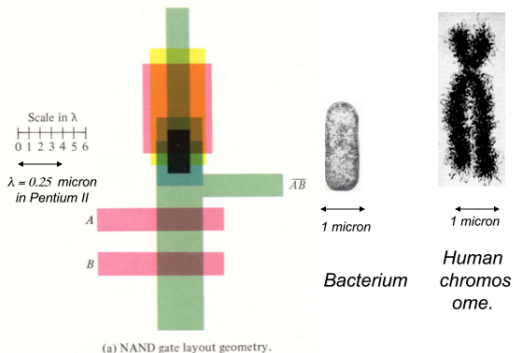 Scale in λ
0 1 2 3 4 5 6
λ = 0.25 micron
in Pentium II
A
B
AB
(a) NAND gate layout geometry.
1 micron
Bacterium
1 micron
Human
chromos
ome.